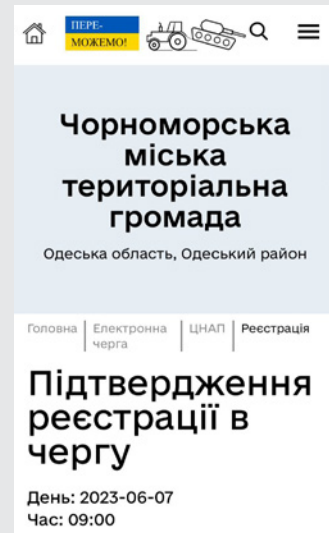 ПЕРЕ-
МОЖЕМО!
Чорноморська
міська
територіальна
громада
Одеська область, Одеський район
Головна | Електронна черга | ЦНАП | Реєстрація
Підтвердження
реєстрації в
чергу
День: 2023-06-07
Час: 09:00